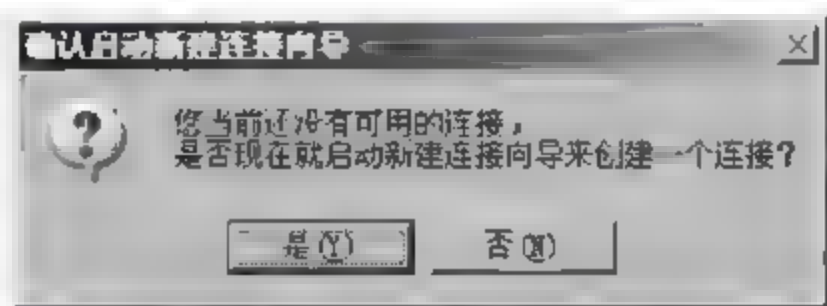 确认启动新建连接向导
您当前还没有可用的连接，
是否现在就启动新建连接向导来创建一个连接？
是(Y)
否(N)